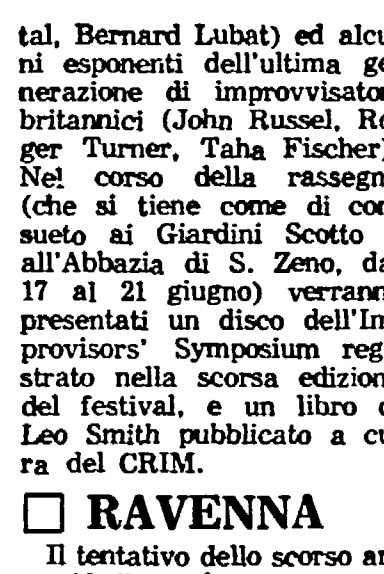 tal, Bernard Lubat) ed alcu
ni esponenti dell'ultima ge
nerazione di improvvisato
britannici (John Russel, Ro
ger Turner, Taha Fischer)
Nel corso della rassegn
(che si tiene come di con
sueto ai Giardini Scotto
all'Abbazia di S. Zeno, da
17 al 21 giugno) verrann
presentati un disco dell'Im
provisors' Symposium reg
strato nella scorsa edizion
del festival, e un libro
Leo Smith pubblicato a cu
ra del CRIM.
□ RAVENNA
Il tentativo dello scorso an